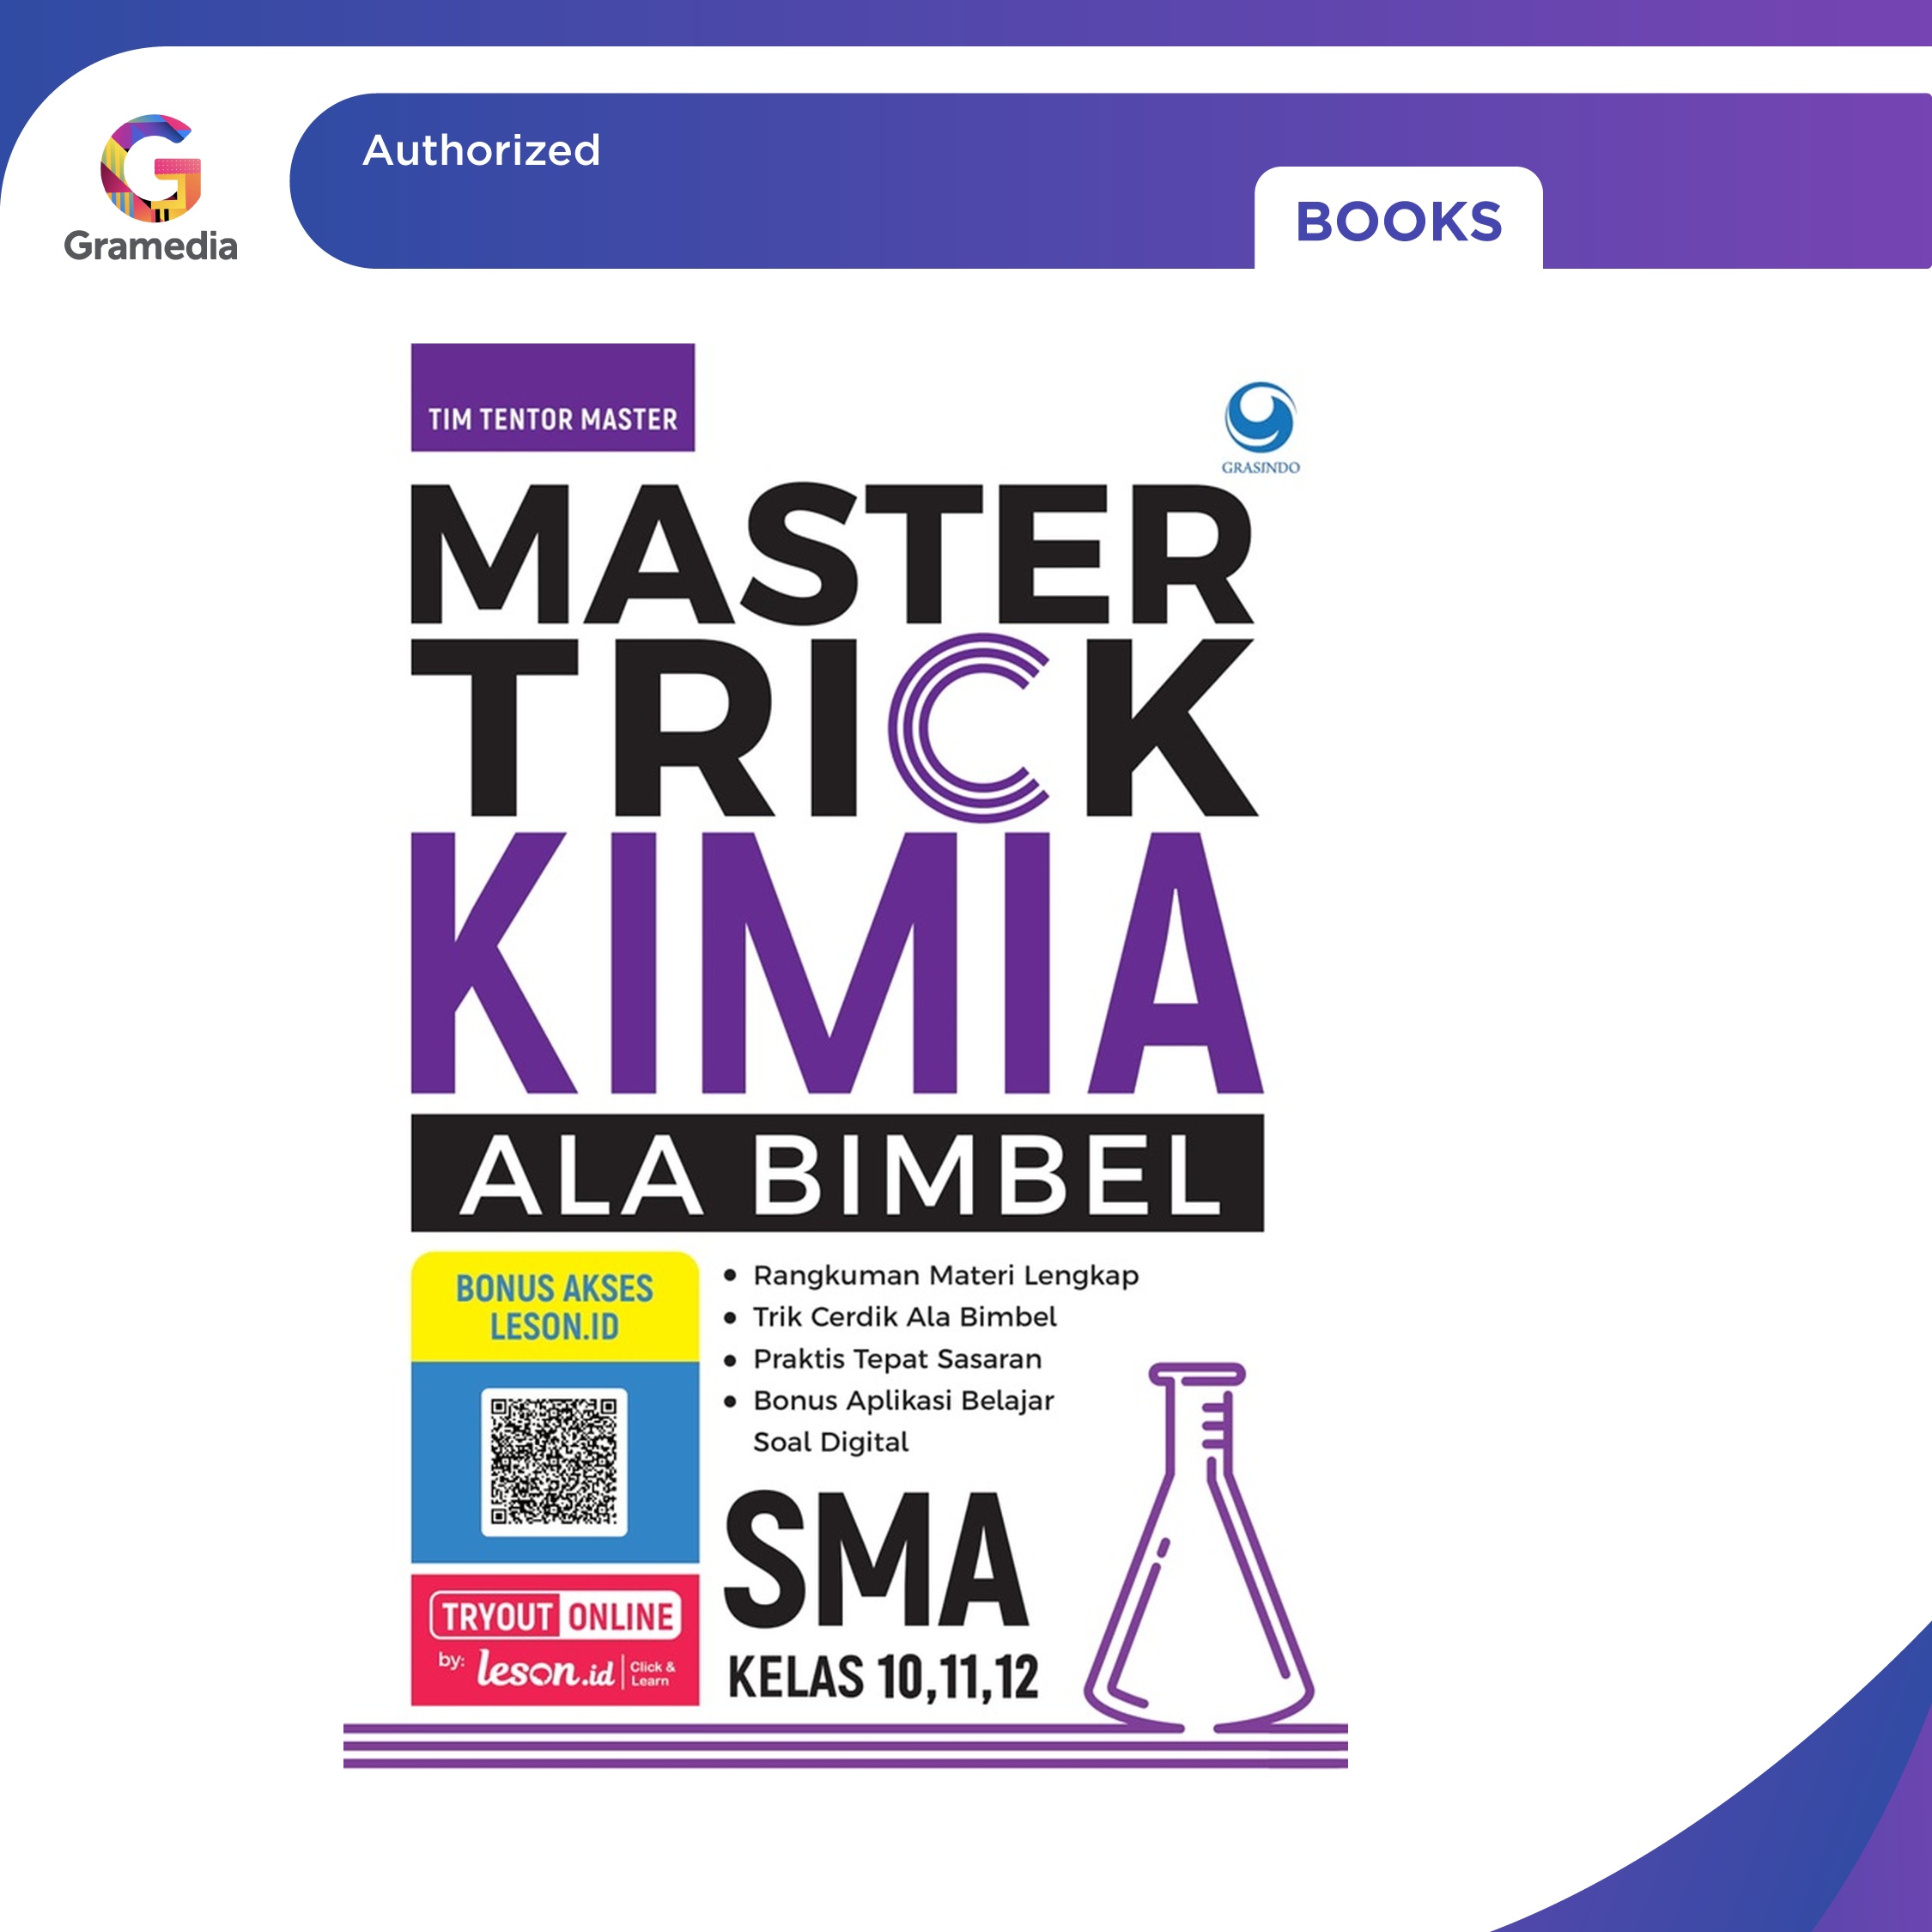 Gramedia
Authorized
BOOKS
TIM TENTOR MASTER
GRASINDO
MASTER
TRICK
KIMIA
ALA BIMBEL
BONUS AKSES
LESON.ID
• Rangkuman Materi Lengkap
• Trik Cerdik Ala Bimbel
• Praktis Tepat Sasaran
• Bonus Aplikasi Belajar
Soal Digital
TRYOUT ONLINE
by: leson.id | Click &
Learn
SMA
KELAS 10,11,12